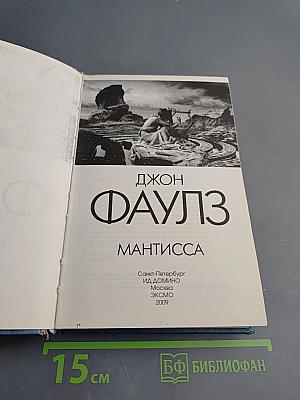 ДЖОН
ФАУЛЗ
МАНТИССА
Санкт-Петербург
ИД ДОМИНО
Москва
ЭКСМО
2009
15 см
БФ БИБЛИОФАН